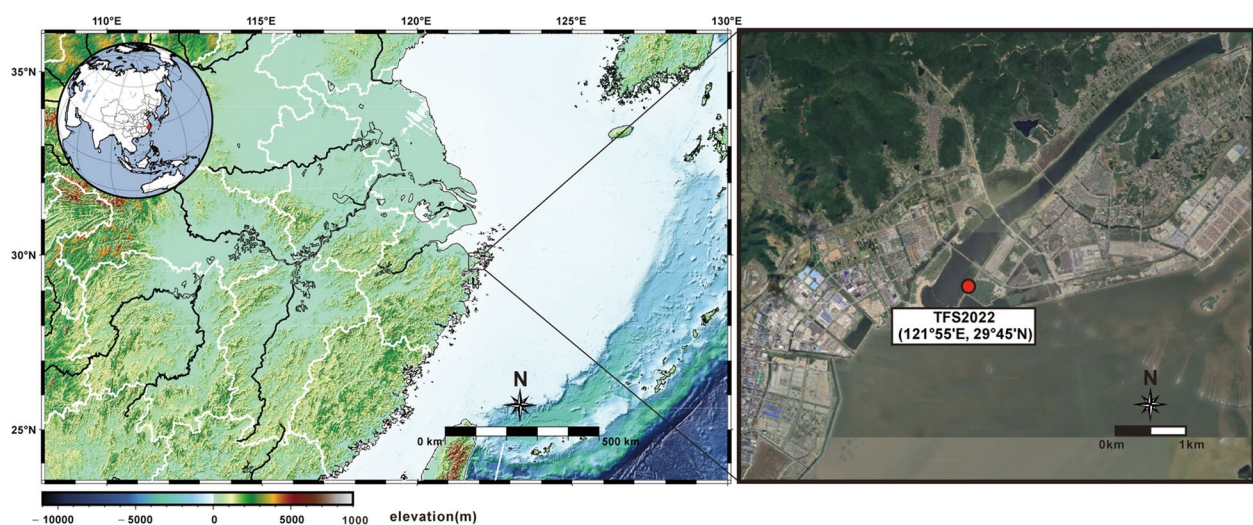 110°E 115°E 120°E 125°E 130°E
35°N
30°N
25°N
N
0 km 500 km
TFS2022
(121°55'E, 29°45'N)
N
0km 1km
−10000 −5000 0 5000 1000 elevation(m)